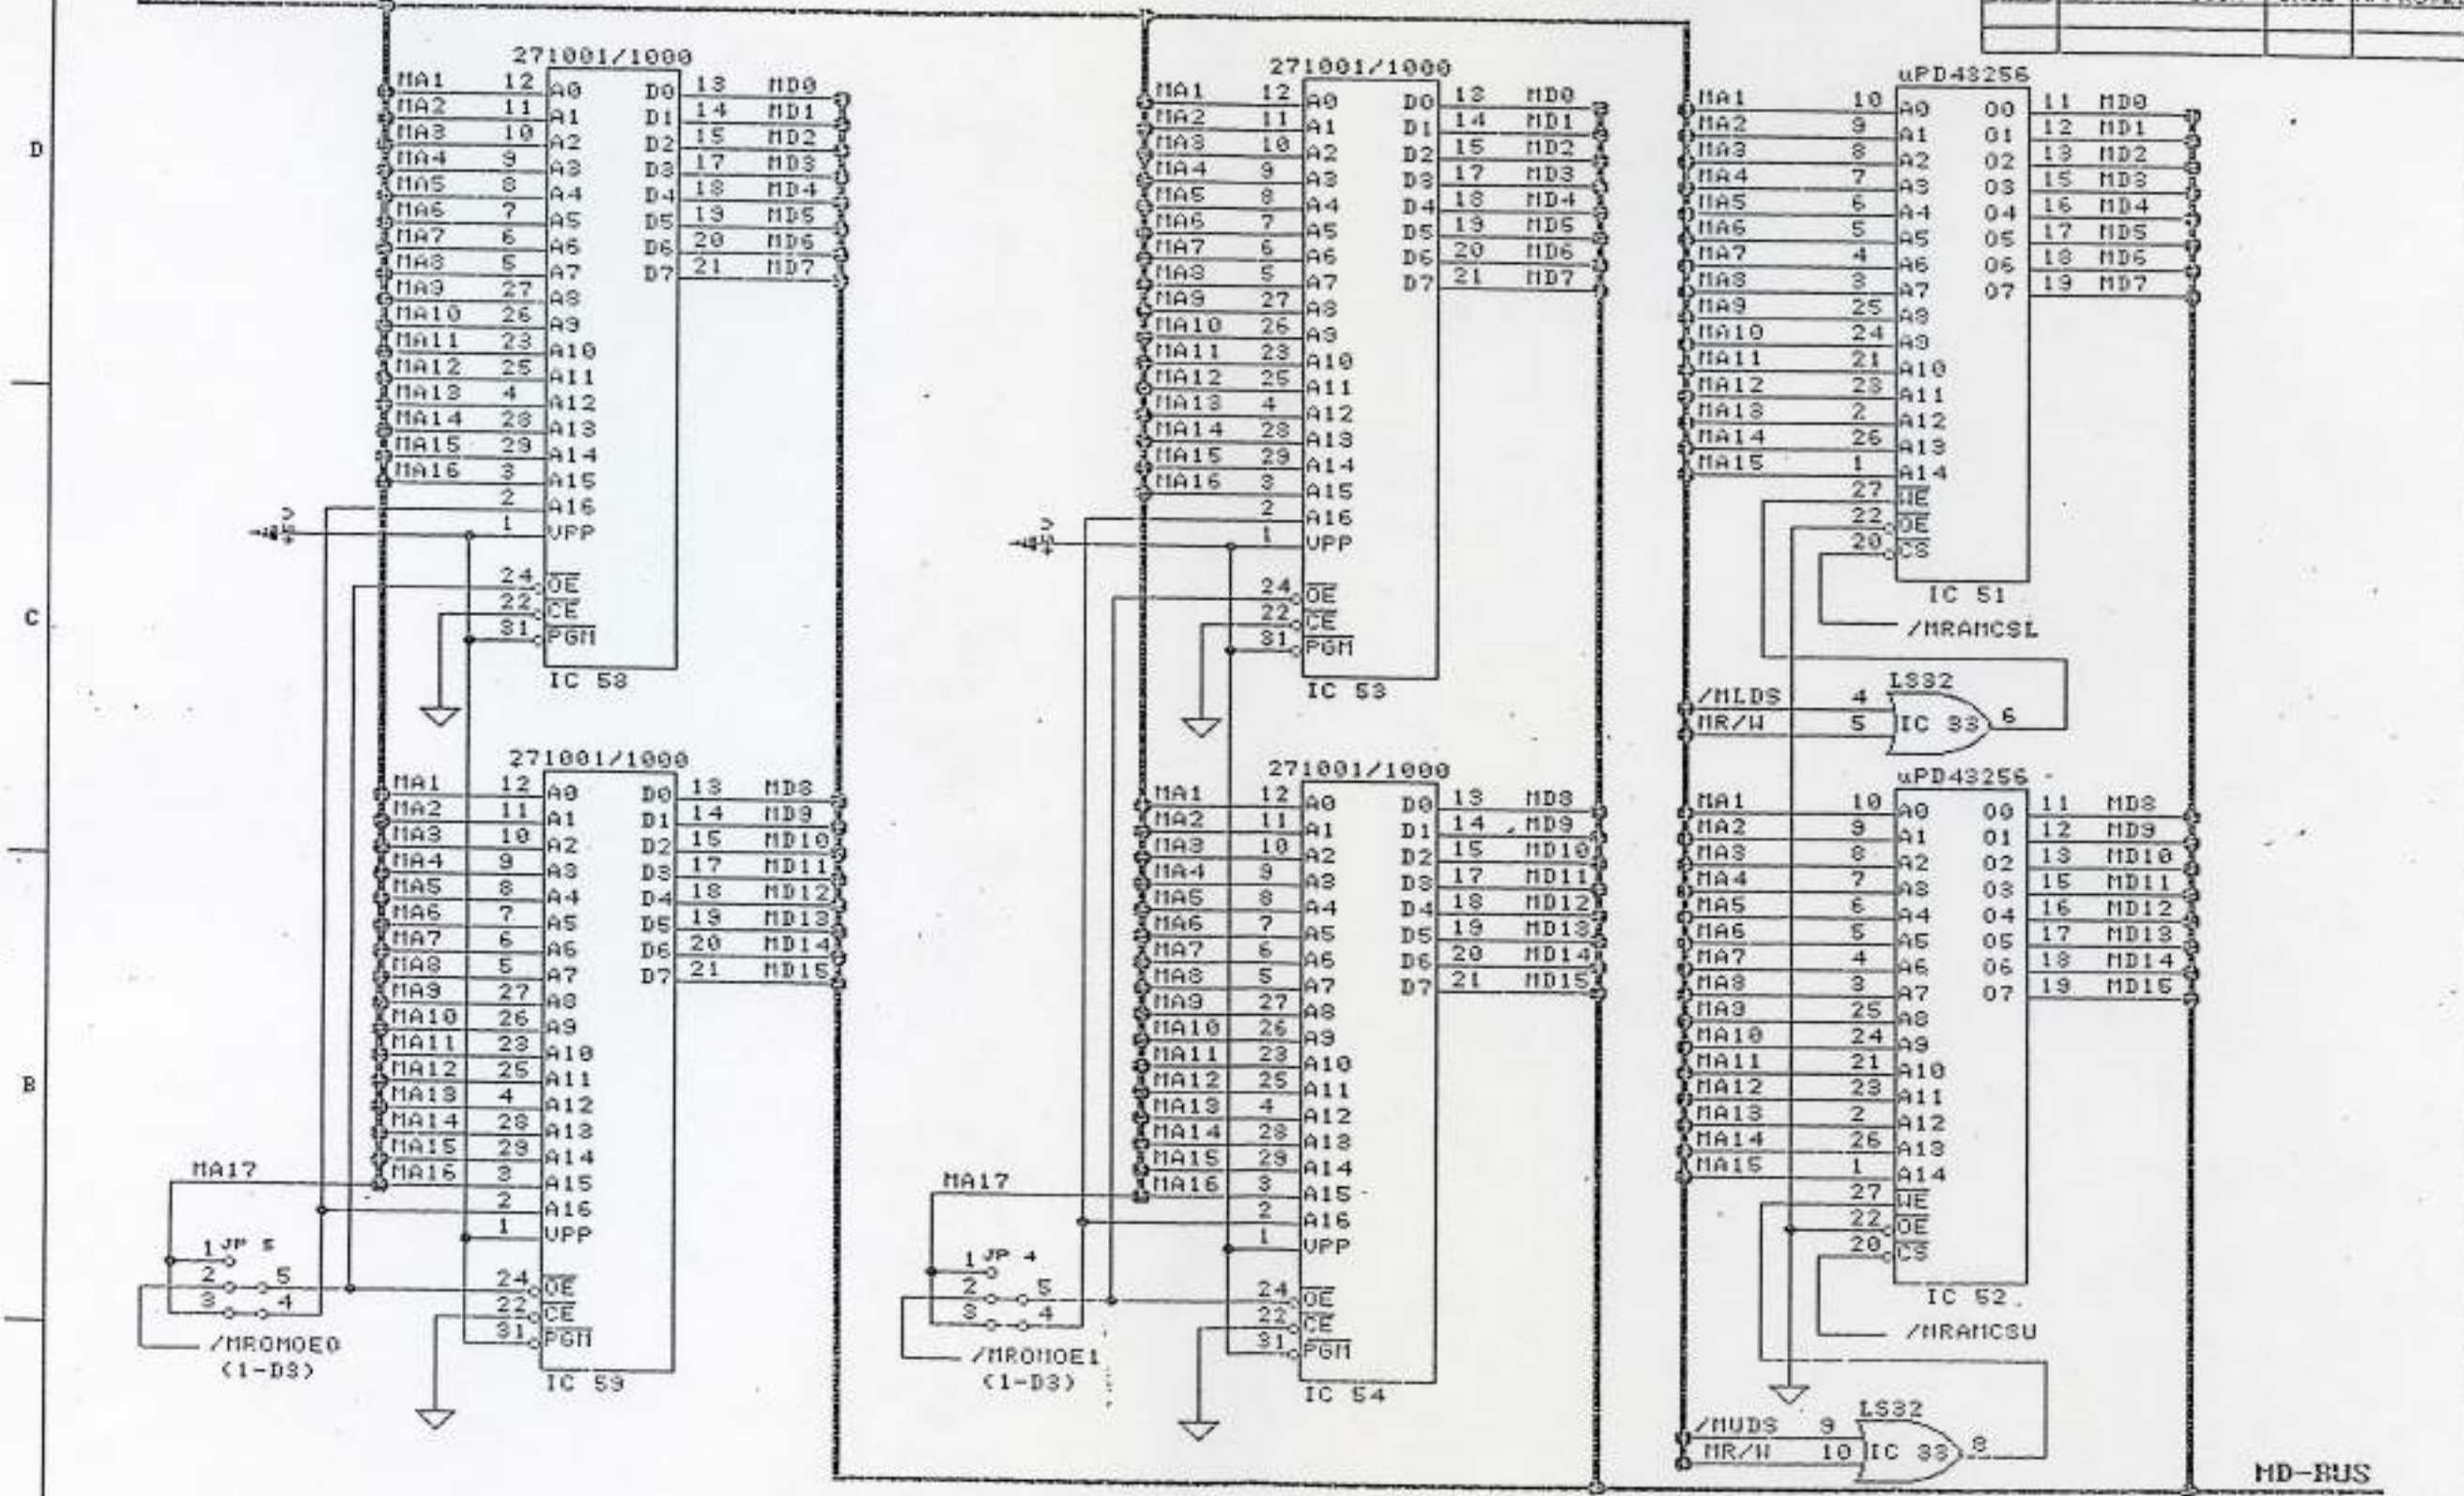 271001/1000
MA1 12 A0 D0 13 MD0
MA2 11 A1 D1 14 MD1
MA3 10 A2 D2 15 MD2
MA4 9 A3 D3 17 MD3
MA5 8 A4 D4 18 MD4
MA6 7 A5 D5 19 MD5
MA7 6 A6 D6 20 MD6
MA8 5 A7 D7 21 MD7
MA9 27 A8
MA10 26 A9
MA11 23 A10
MA12 25 A11
MA13 4 A12
MA14 28 A13
MA15 29 A14
MA16 3 A15
2 A16
+5V 1 VPP
24 OE
22 CE
31 PGM
IC 58
271001/1000
MA1 12 A0 D0 13 MD8
MA2 11 A1 D1 14 MD9
MA3 10 A2 D2 15 MD10
MA4 9 A3 D3 17 MD11
MA5 8 A4 D4 18 MD12
MA6 7 A5 D5 19 MD13
MA7 6 A6 D6 20 MD14
MA8 5 A7 D7 21 MD15
MA9 27 A8
MA10 26 A9
MA11 23 A10
MA12 25 A11
MA13 4 A12
MA14 28 A13
MA15 29 A14
MA17 MA16 3 A15
2 A16
1 VPP
1 JP 5
2 5
3 4
24 OE
22 CE
31 PGM
/MROMOE0
(1-D3)
IC 59
271001/1000
MA1 12 A0 D0 13 MD0
MA2 11 A1 D1 14 MD1
MA3 10 A2 D2 15 MD2
MA4 9 A3 D3 17 MD3
MA5 8 A4 D4 18 MD4
MA6 7 A5 D5 19 MD5
MA7 6 A6 D6 20 MD6
MA8 5 A7 D7 21 MD7
MA9 27 A8
MA10 26 A9
MA11 23 A10
MA12 25 A11
MA13 4 A12
MA14 28 A13
MA15 29 A14
MA16 3 A15
2 A16
+5V 1 VPP
24 OE
22 CE
31 PGM
IC 53
271001/1000
MA1 12 A0 D0 13 MD8
MA2 11 A1 D1 14 MD9
MA3 10 A2 D2 15 MD10
MA4 9 A3 D3 17 MD11
MA5 8 A4 D4 18 MD12
MA6 7 A5 D5 19 MD13
MA7 6 A6 D6 20 MD14
MA8 5 A7 D7 21 MD15
MA9 27 A8
MA10 26 A9
MA11 23 A10
MA12 25 A11
MA13 4 A12
MA14 28 A13
MA15 29 A14
MA17 MA16 3 A15
2 A16
1 VPP
1 JP 4
2 5
3 4
24 OE
22 CE
31 PGM
/MROMOE1
(1-D3)
IC 54
uPD43256
MA1 10 A0 O0 11 MD0
MA2 9 A1 O1 12 MD1
MA3 8 A2 O2 13 MD2
MA4 7 A3 O3 15 MD3
MA5 6 A4 O4 16 MD4
MA6 5 A5 O5 17 MD5
MA7 4 A6 O6 18 MD6
MA8 3 A7 O7 19 MD7
MA9 25 A8
MA10 24 A9
MA11 21 A10
MA12 23 A11
MA13 2 A12
MA14 26 A13
MA15 1 A14
27 WE
22 OE
20 CS
IC 51
/MRAMCSL
LS32
/MLDS 4
MR/W 5 IC 33 6
uPD43256
MA1 10 A0 O0 11 MD8
MA2 9 A1 O1 12 MD9
MA3 8 A2 O2 13 MD10
MA4 7 A3 O3 15 MD11
MA5 6 A4 O4 16 MD12
MA6 5 A5 O5 17 MD13
MA7 4 A6 O6 18 MD14
MA8 3 A7 O7 19 MD15
MA9 25 A8
MA10 24 A9
MA11 21 A10
MA12 23 A11
MA13 2 A12
MA14 26 A13
MA15 1 A14
27 WE
22 OE
20 CS
IC 52
/MRAMCSU
LS32
/MUDS 9
MR/W 10 IC 33 8
MD-BUS
D
C
B